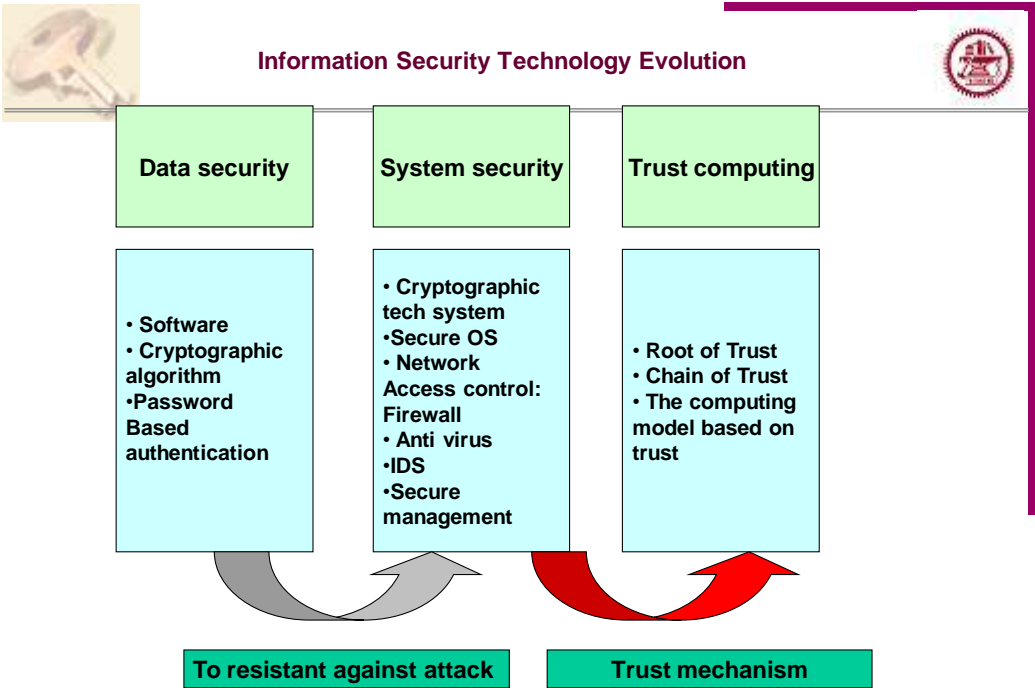 Information Security Technology Evolution
Data security
System security
Trust computing
• Software
• Cryptographic
algorithm
•Password
Based
authentication
• Cryptographic
tech system
•Secure OS
• Network
Access control:
Firewall
• Anti virus
•IDS
•Secure
management
• Root of Trust
• Chain of Trust
• The computing
model based on
trust
To resistant against attack
Trust mechanism